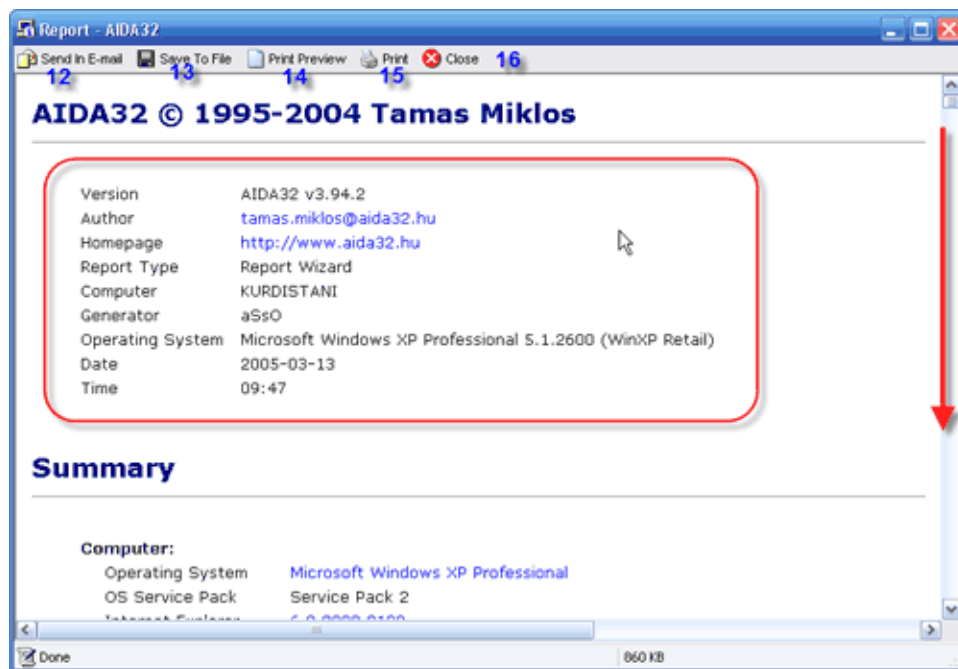 Report - AIDA32
Send In E-mail Save To File Print Preview Print Close 16
12 13 14 15
AIDA32 © 1995-2004 Tamas Miklos
Version AIDA32 v3.94.2
Author tamas.miklos@aida32.hu
Homepage http://www.aida32.hu
Report Type Report Wizard
Computer KURDISTANI
Generator aSsO
Operating System Microsoft Windows XP Professional 5.1.2600 (WinXP Retail)
Date 2005-03-13
Time 09:47
Summary
Computer:
Operating System Microsoft Windows XP Professional
OS Service Pack Service Pack 2
Internet Explorer
Done 860 KB